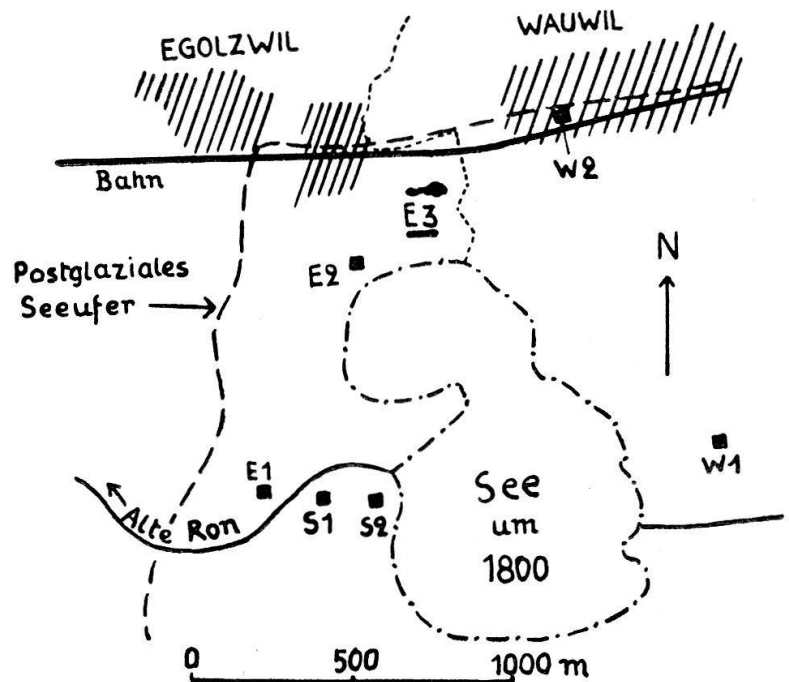 EGOLZWIL
WAUWIL
Bahn
W2
E3
N
Postglaziales
Seeufer
E2
E1
W1
Alte Ron
S1
S2
See
um
1800
0 500 1000 m